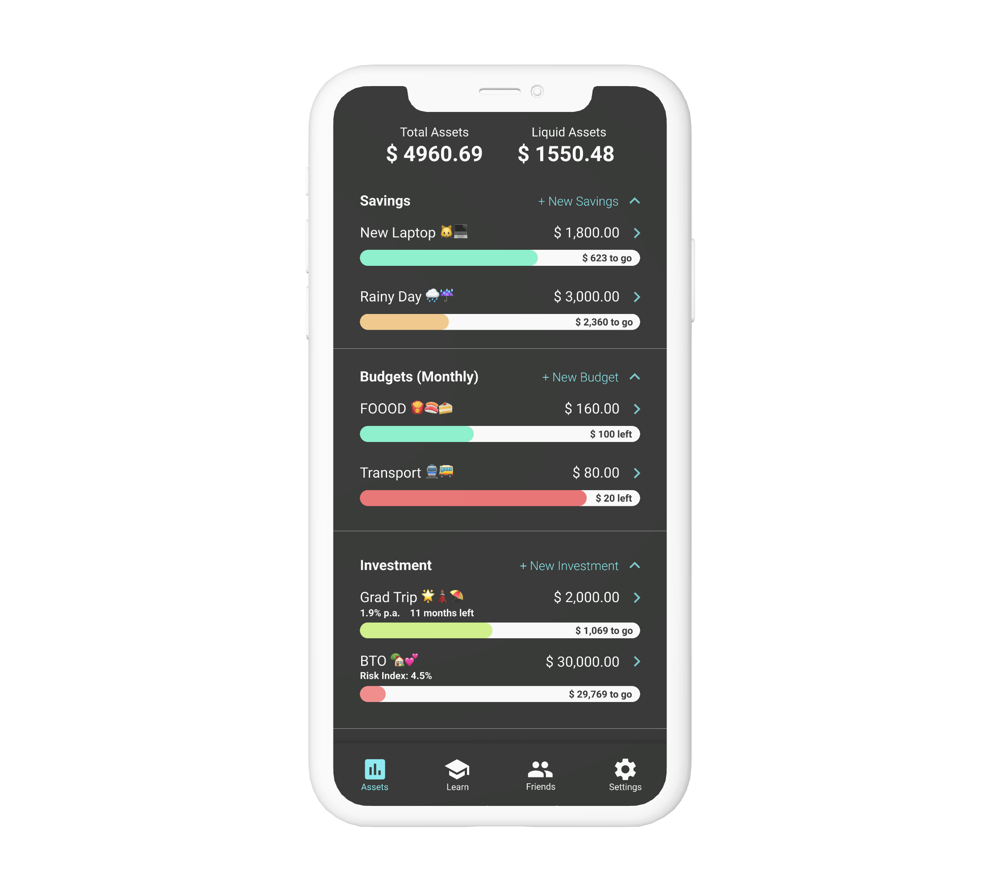 Total Assets Liquid Assets
$ 4960.69 $ 1550.48
Savings + New Savings
New Laptop 🐱💻 $ 1,800.00
$ 623 to go
Rainy Day 🌧️☔ $ 3,000.00
$ 2,360 to go
Budgets (Monthly) + New Budget
FOOOD 🍟🍣🍰 $ 160.00
$ 100 left
Transport 🚆🚌 $ 80.00
$ 20 left
Investment + New Investment
Grad Trip 🌟🗼⛱️ $ 2,000.00
1.9% p.a. 11 months left
$ 1,069 to go
BTO 🏡💕 $ 30,000.00
Risk Index: 4.5%
$ 29,769 to go
Assets Learn Friends Settings